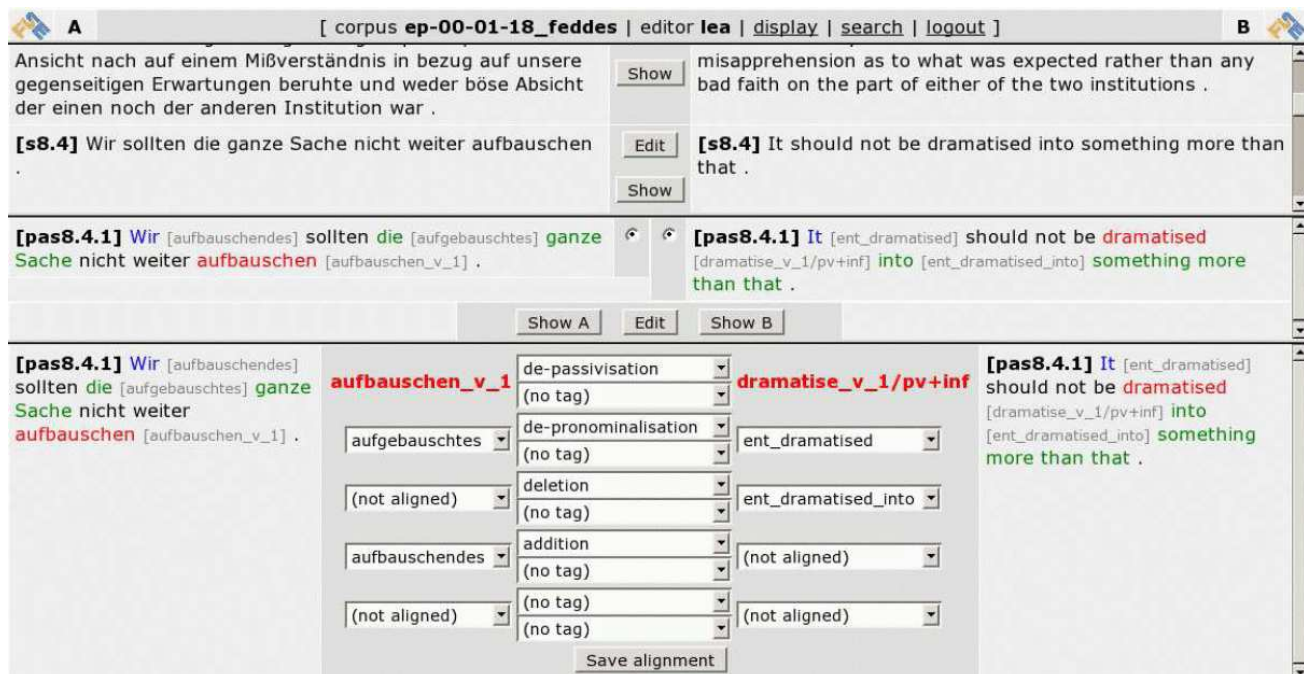 A [ corpus ep-00-01-18_feddes | editor lea | display | search | logout ] B
Ansicht nach auf einem Mißverständnis in bezug auf unsere
gegenseitigen Erwartungen beruhte und weder böse Absicht
der einen noch der anderen Institution war .
Show
misapprehension as to what was expected rather than any
bad faith on the part of either of the two institutions .
[s8.4] Wir sollten die ganze Sache nicht weiter aufbauschen
.
Edit
Show
[s8.4] It should not be dramatised into something more than
that .
[pas8.4.1] Wir [aufbauschendes] sollten die [aufgebauschtes] ganze
Sache nicht weiter aufbauschen [aufbauschen_v_1] .
[pas8.4.1] It [ent_dramatised] should not be dramatised
[dramatise_v_1/pv+inf] into [ent_dramatised_into] something more
than that .
Show A Edit Show B
[pas8.4.1] Wir [aufbauschendes]
sollten die [aufgebauschtes] ganze
Sache nicht weiter
aufbauschen [aufbauschen_v_1] .
aufbauschen_v_1
de-passivisation
(no tag)
dramatise_v_1/pv+inf
aufgebauschtes
de-pronominalisation
(no tag)
ent_dramatised
(not aligned)
deletion
(no tag)
ent_dramatised_into
aufbauschendes
addition
(no tag)
(not aligned)
(not aligned)
(no tag)
(no tag)
(not aligned)
Save alignment
[pas8.4.1] It [ent_dramatised]
should not be dramatised
[dramatise_v_1/pv+inf] into
[ent_dramatised_into] something
more than that .